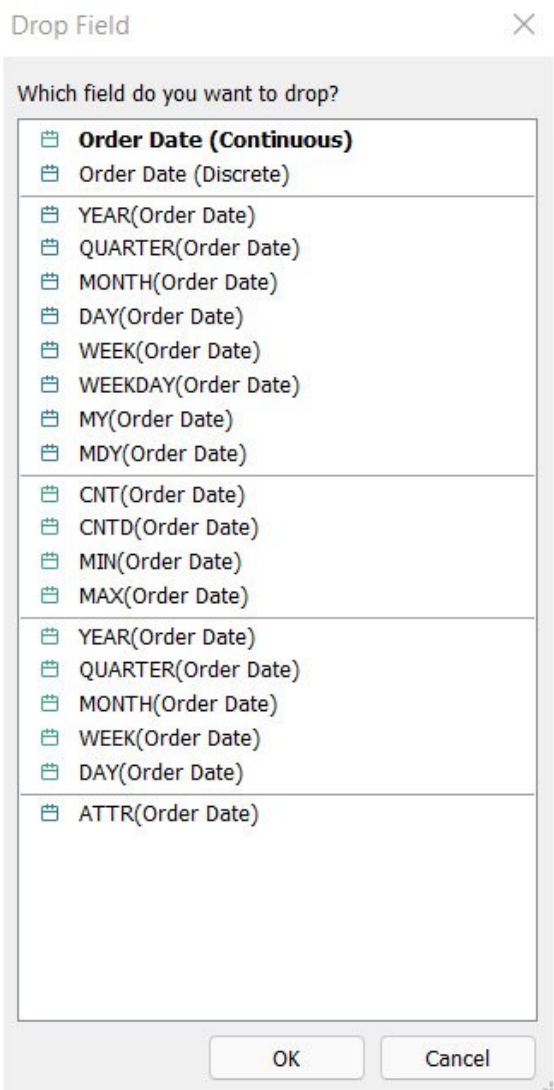 Drop Field
Which field do you want to drop?
Order Date (Continuous)
Order Date (Discrete)
YEAR(Order Date)
QUARTER(Order Date)
MONTH(Order Date)
DAY(Order Date)
WEEK(Order Date)
WEEKDAY(Order Date)
MY(Order Date)
MDY(Order Date)
CNT(Order Date)
CNTD(Order Date)
MIN(Order Date)
MAX(Order Date)
YEAR(Order Date)
QUARTER(Order Date)
MONTH(Order Date)
WEEK(Order Date)
DAY(Order Date)
ATTR(Order Date)
OK Cancel